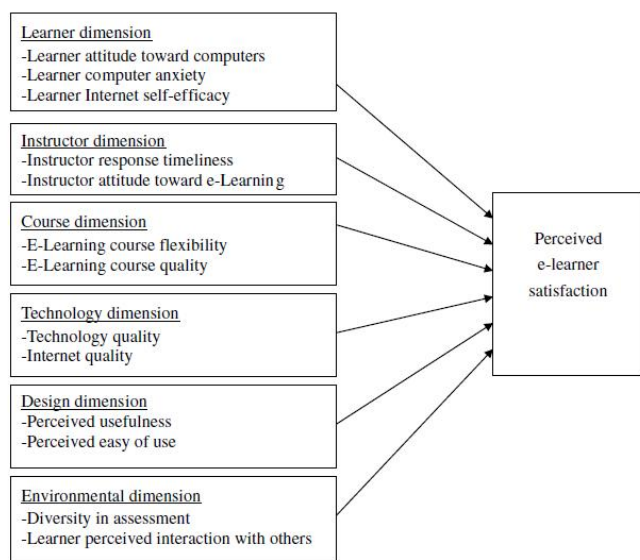 Learner dimension
-Learner attitude toward computers
-Learner computer anxiety
-Learner Internet self-efficacy
Instructor dimension
-Instructor response timeliness
-Instructor attitude toward e-Learning
Course dimension
-E-Learning course flexibility
-E-Learning course quality
Technology dimension
-Technology quality
-Internet quality
Design dimension
-Perceived usefulness
-Perceived easy of use
Environmental dimension
-Diversity in assessment
-Learner perceived interaction with others
Perceived
e-learner
satisfaction